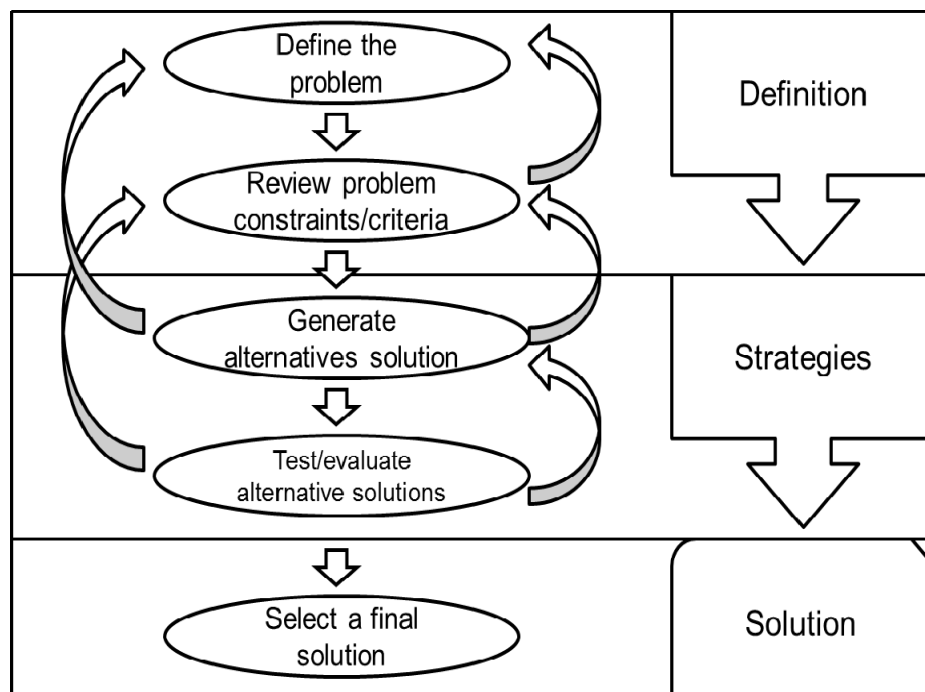 Define the
problem
Definition
Review problem
constraints/criteria
Generate
alternatives solution
Strategies
Test/evaluate
alternative solutions
Select a final
solution
Solution